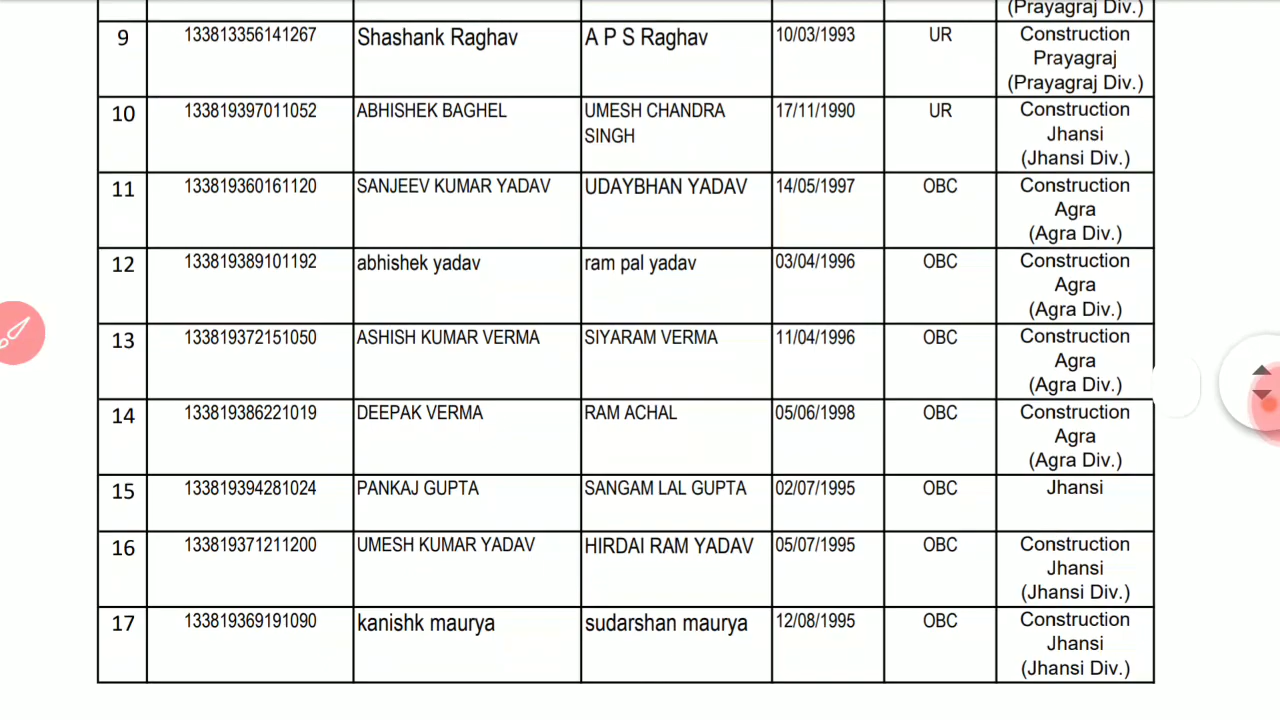 (Prayagraj Div.)
9 133813356141267 Shashank Raghav A P S Raghav 10/03/1993 UR Construction
Prayagraj
(Prayagraj Div.)
10 133819397011052 ABHISHEK BAGHEL UMESH CHANDRA 17/11/1990 UR Construction
SINGH Jhansi
(Jhansi Div.)
11 133819360161120 SANJEEV KUMAR YADAV UDAYBHAN YADAV 14/05/1997 OBC Construction
Agra
(Agra Div.)
12 133819389101192 abhishek yadav ram pal yadav 03/04/1996 OBC Construction
Agra
(Agra Div.)
13 133819372151050 ASHISH KUMAR VERMA SIYARAM VERMA 11/04/1996 OBC Construction
Agra
(Agra Div.)
14 133819386221019 DEEPAK VERMA RAM ACHAL 05/06/1998 OBC Construction
Agra
(Agra Div.)
15 133819394281024 PANKAJ GUPTA SANGAM LAL GUPTA 02/07/1995 OBC Jhansi
16 133819371211200 UMESH KUMAR YADAV HIRDAI RAM YADAV 05/07/1995 OBC Construction
Jhansi
(Jhansi Div.)
17 133819369191090 kanishk maurya sudarshan maurya 12/08/1995 OBC Construction
Jhansi
(Jhansi Div.)